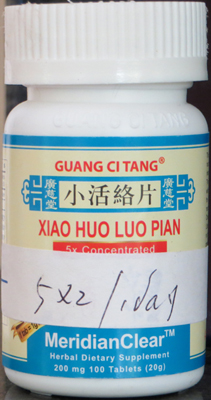 GUANG CI TANG®
廣慈堂 小活絡片 廣慈堂
XIAO HUO LUO PIAN
5x Concentrated
5x2/1day
MeridianClear™
Herbal Dietary Supplement
200 mg 100 Tablets (20g)